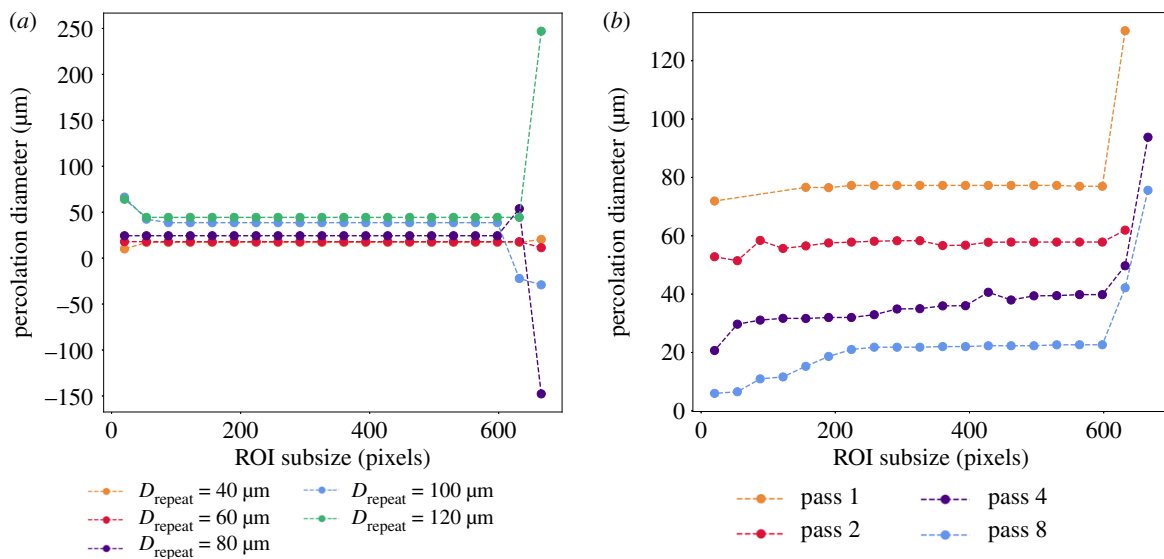 (a)
250
200
150
100
50
0
−50
−100
−150
percolation diameter (µm)
0 200 400 600
ROI subsize (pixels)
D_repeat = 40 µm
D_repeat = 60 µm
D_repeat = 80 µm
D_repeat = 100 µm
D_repeat = 120 µm
(b)
120
100
80
60
40
20
0
percolation diameter (µm)
0 200 400 600
ROI subsize (pixels)
pass 1
pass 2
pass 4
pass 8